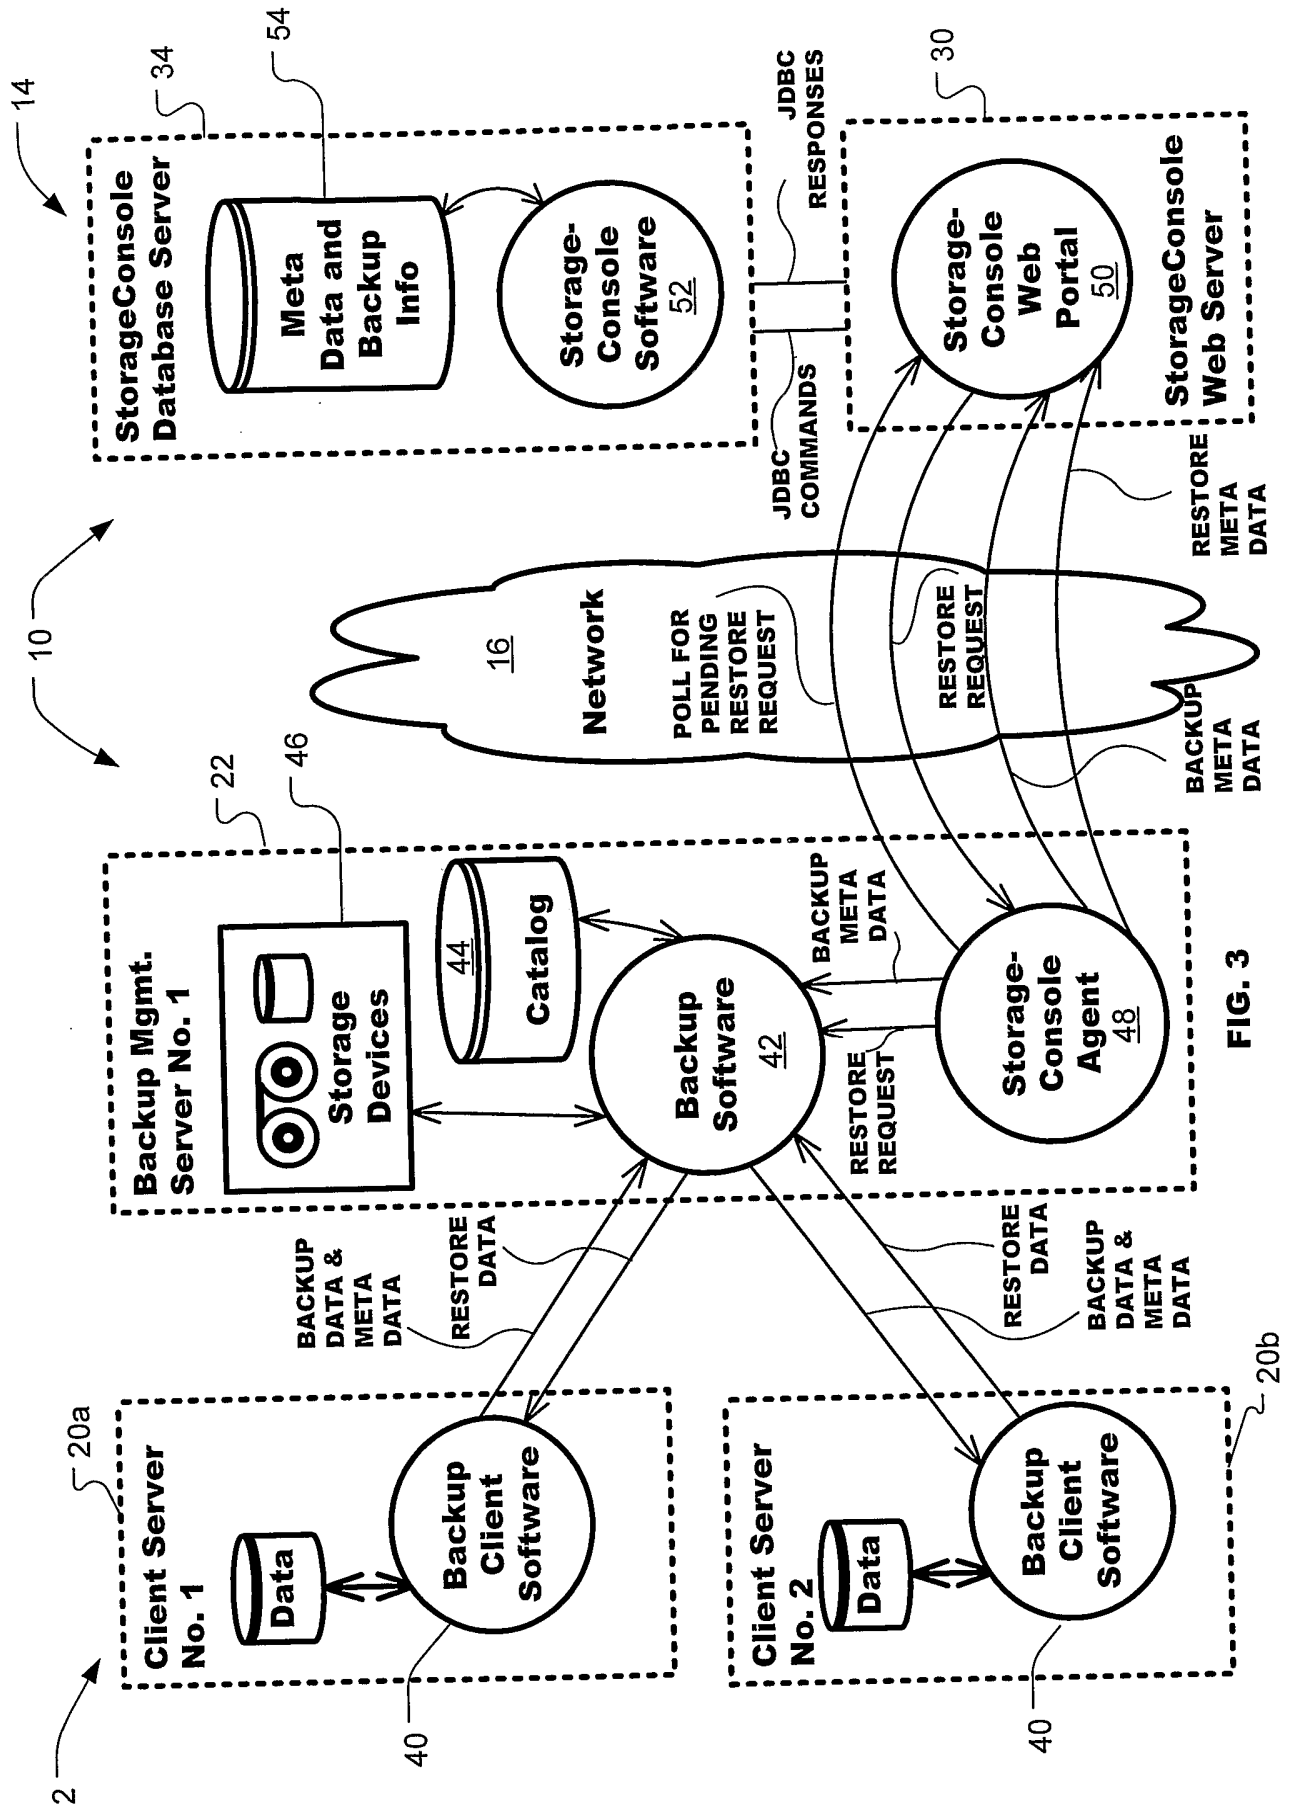 2
10
14
Client Server
No. 1
20a
Data
Backup
Client
Software
40
Client Server
No. 2
Data
Backup
Client
Software
40
20b
BACKUP
DATA &
META
DATA
RESTORE
DATA
RESTORE
DATA
BACKUP
DATA &
META
DATA
Backup Mgmt.
Server No. 1
22
46
Storage
Devices
44
Catalog
Backup
Software
42
BACKUP
META
DATA
RESTORE
REQUEST
Storage-
Console
Agent
48
16
Network
POLL FOR
PENDING
RESTORE
REQUEST
RESTORE
REQUEST
BACKUP
META
DATA
RESTORE
META
DATA
StorageConsole
Database Server
34
54
Meta
Data and
Backup
Info
Storage-
Console
Software
52
JDBC
COMMANDS
JDBC
RESPONSES
30
Storage-
Console
Web
Portal
50
StorageConsole
Web Server
FIG. 3